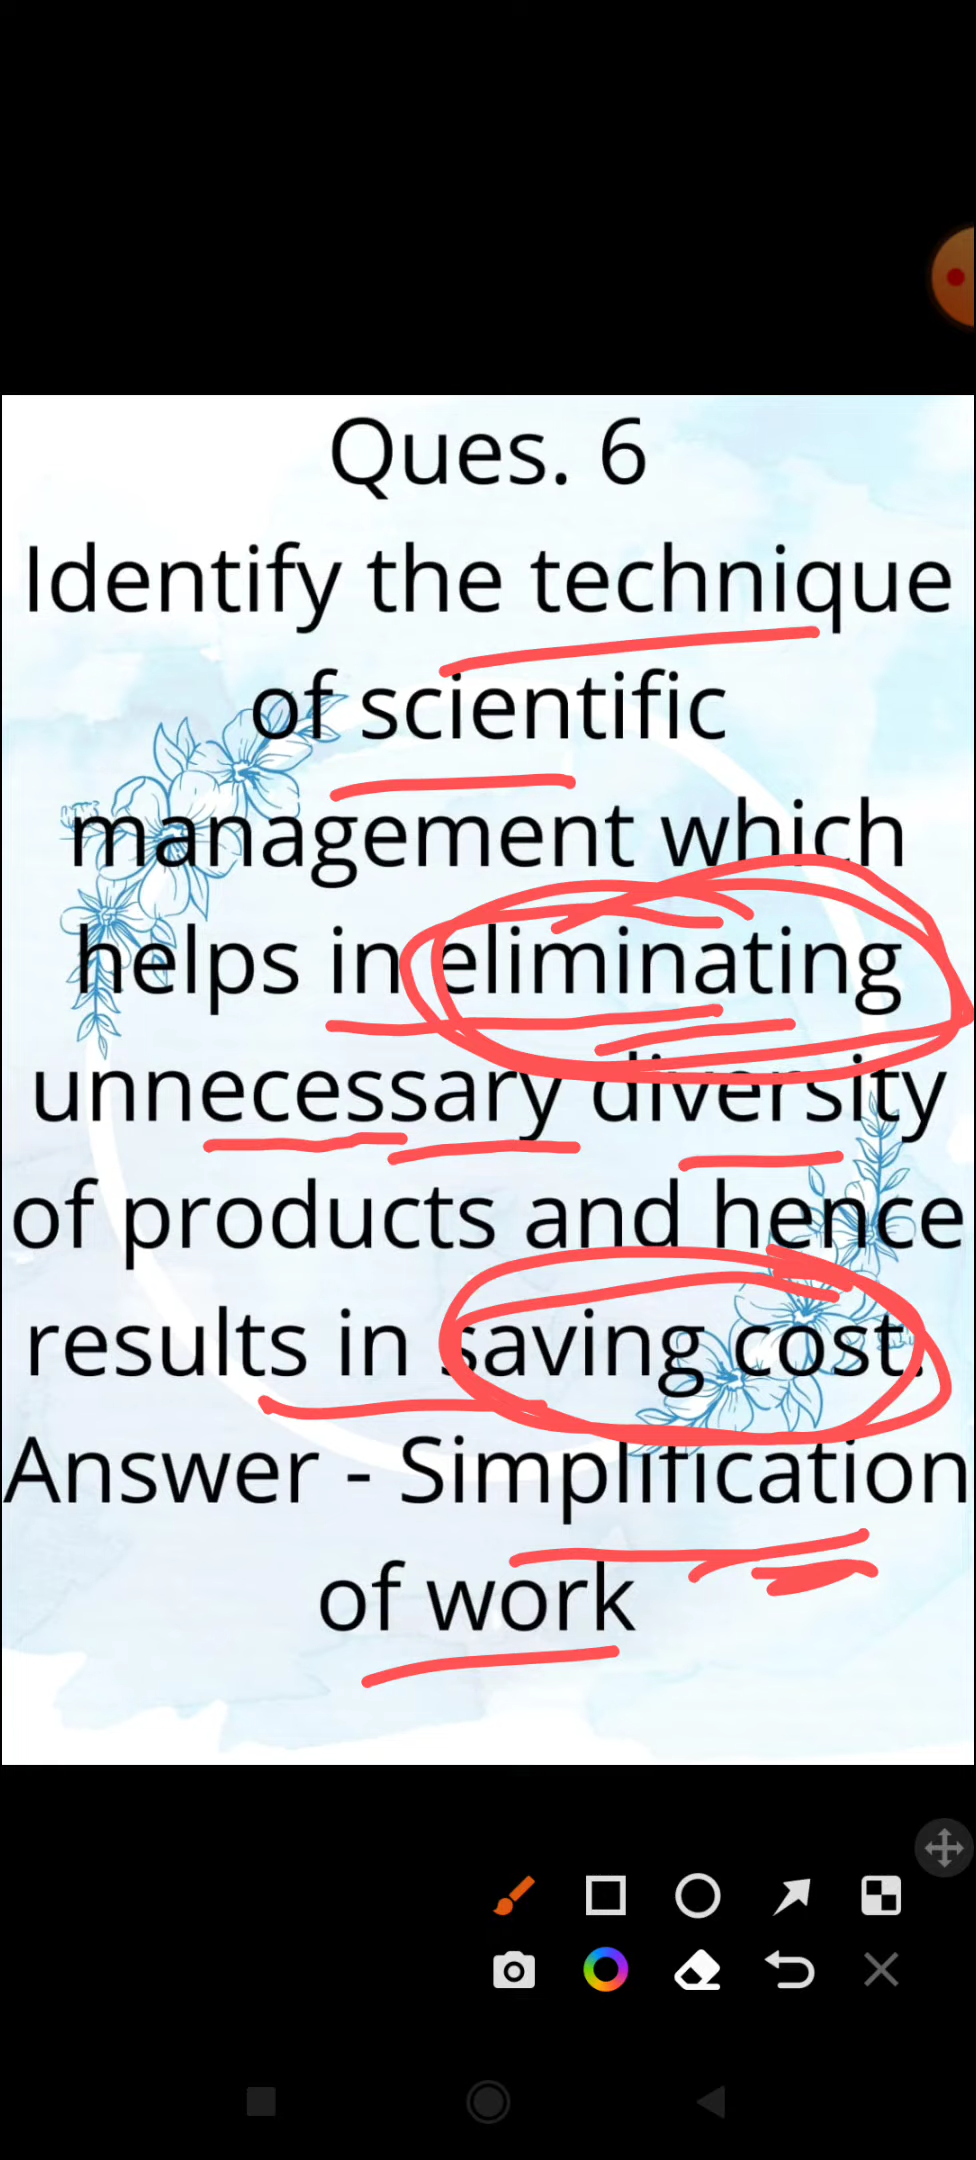 Ques. 6
Identify the technique
of scientific
management which
helps in eliminating
unnecessary diversity
of products and hence
results in saving cost.
Answer - Simplification
of work